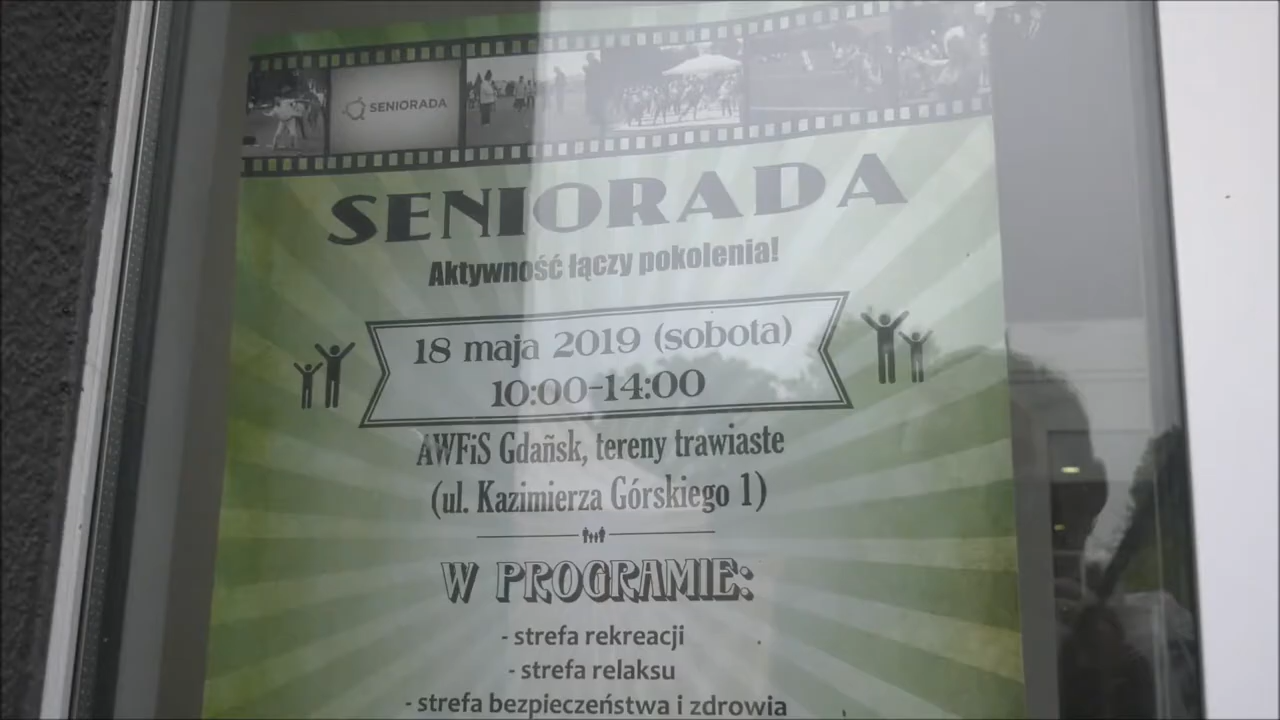 SENIORADA
SENIORADA
Aktywność łączy pokolenia!
18 maja 2019 (sobota)
10:00-14:00
AWFiS Gdańsk, tereny trawiaste
(ul. Kazimierza Górskiego 1)
W PROGRAMIE:
- strefa rekreacji
- strefa relaksu
- strefa bezpieczeństwa i zdrowia